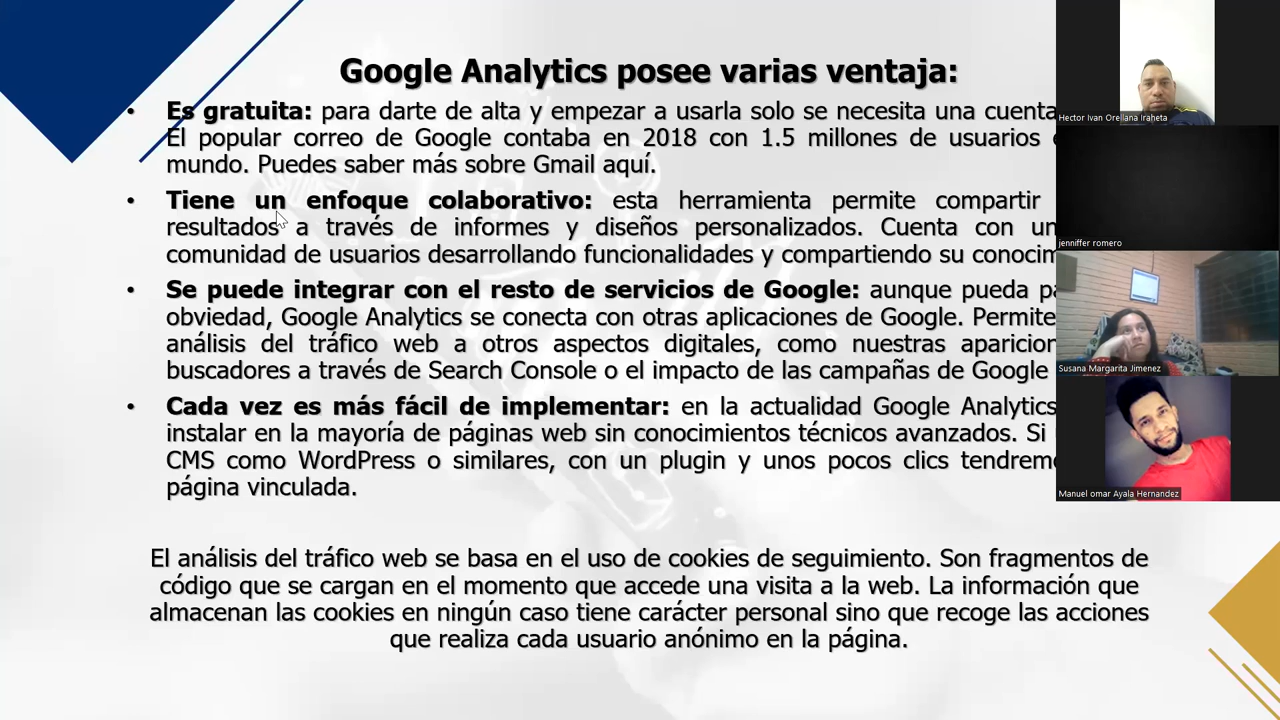 Google Analytics posee varias ventaja:
• Es gratuita: para darte de alta y empezar a usarla solo se necesita una cuenta
El popular correo de Google contaba en 2018 con 1.5 millones de usuarios
mundo. Puedes saber más sobre Gmail aquí.
• Tiene un enfoque colaborativo: esta herramienta permite compartir
resultados a través de informes y diseños personalizados. Cuenta con
comunidad de usuarios desarrollando funcionalidades y compartiendo su
• Se puede integrar con el resto de servicios de Google: aunque pueda
obviedad, Google Analytics se conecta con otras aplicaciones de Google. Permite
análisis del tráfico web a otros aspectos digitales, como nuestras
buscadores a través de Search Console o el impacto de las campañas de Google
• Cada vez es más fácil de implementar: en la actualidad Google Analytics
instalar en la mayoría de páginas web sin conocimientos técnicos avanzados. Si
CMS como WordPress o similares, con un plugin y unos pocos clics
página vinculada.
El análisis del tráfico web se basa en el uso de cookies de seguimiento. Son fragmentos de
código que se cargan en el momento que accede una visita a la web. La información que
almacenan las cookies en ningún caso tiene carácter personal sino que recoge las acciones
que realiza cada usuario anónimo en la página.
Hector Ivan Orellana Iraheta
jenniffer romero
Susana Margarita Jimenez
Manuel omar Ayala Hernandez